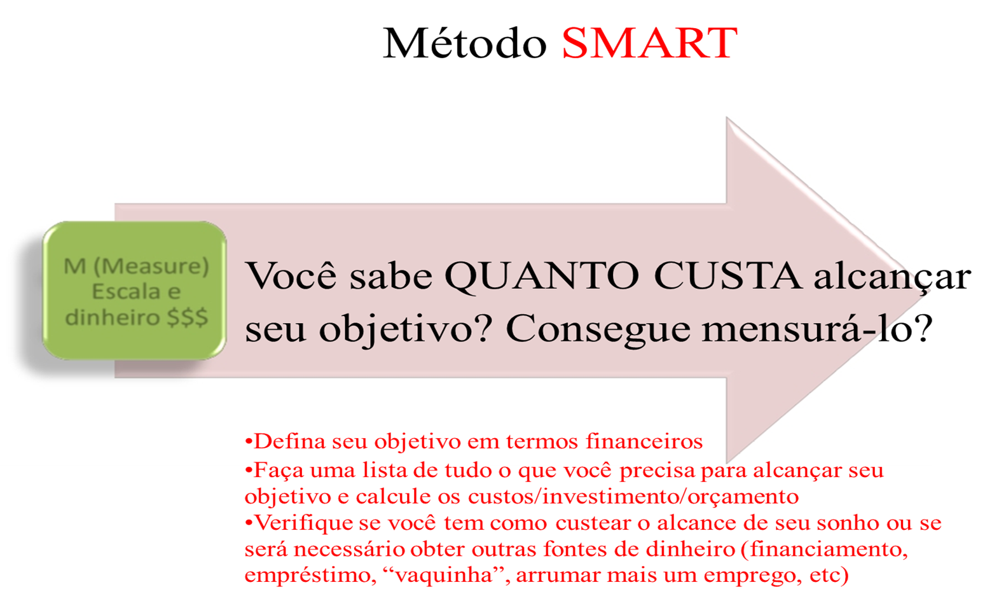 Método SMART
M (Measure)
Escala e
dinheiro $$$
Você sabe QUANTO CUSTA alcançar
seu objetivo? Consegue mensurá-lo?
•Defina seu objetivo em termos financeiros
•Faça uma lista de tudo o que você precisa para alcançar seu
objetivo e calcule os custos/investimento/orçamento
•Verifique se você tem como custear o alcance de seu sonho ou se
será necessário obter outras fontes de dinheiro (financiamento,
empréstimo, “vaquinha”, arrumar mais um emprego, etc)